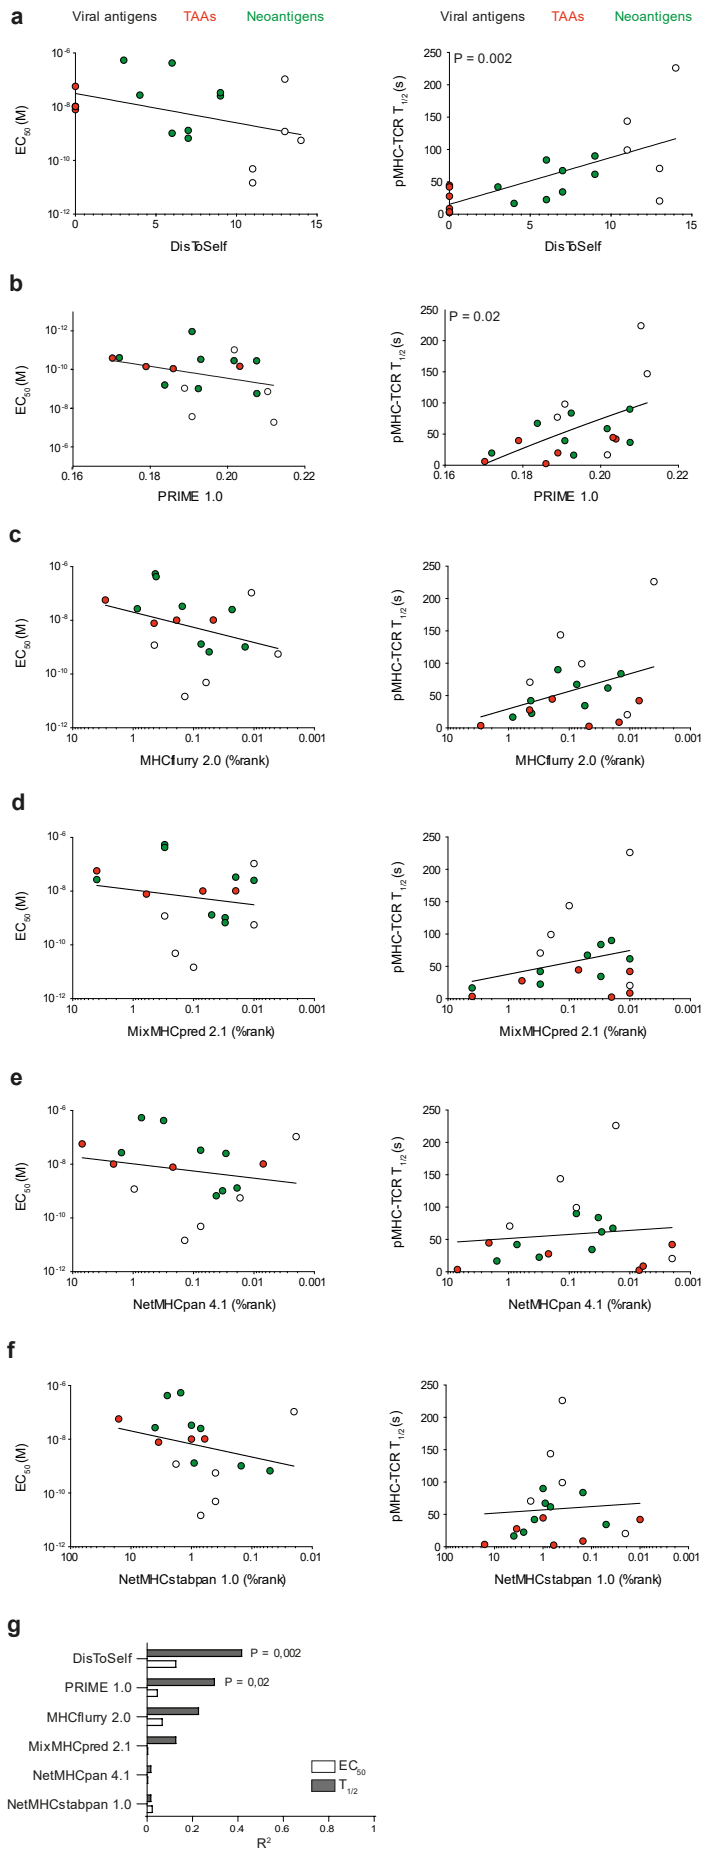 a
Viral antigens TAAs Neoantigens Viral antigens TAAs Neoantigens
10-6
10-8
10-10
10-12
EC50 (M)
0 5 10 15
DisToSelf
P = 0.002
250
200
150
100
50
0
pMHC-TCR T1/2 (s)
0 5 10 15
DisToSelf
b
10-12
10-10
10-8
10-6
EC50 (M)
0.16 0.18 0.20 0.22
PRIME 1.0
P = 0.02
250
200
150
100
50
0
pMHC-TCR T1/2 (s)
0.16 0.18 0.20 0.22
PRIME 1.0
c
10-6
10-8
10-10
10-12
EC50 (M)
10 1 0.1 0.01 0.001
MHCflurry 2.0 (%rank)
250
200
150
100
50
0
pMHC-TCR T1/2 (s)
10 1 0.1 0.01 0.001
MHCflurry 2.0 (%rank)
d
10-6
10-8
10-10
10-12
EC50 (M)
10 1 0.1 0.01 0.001
MixMHCpred 2.1 (%rank)
250
200
150
100
50
0
pMHC-TCR T1/2 (s)
10 1 0.1 0.01 0.001
MixMHCpred 2.1 (%rank)
e
10-6
10-8
10-10
10-12
EC50 (M)
10 1 0.1 0.01 0.001
NetMHCpan 4.1 (%rank)
250
200
150
100
50
0
pMHC-TCR T1/2 (s)
10 1 0.1 0.01 0.001
NetMHCpan 4.1 (%rank)
f
10-6
10-8
10-10
10-12
EC50 (M)
100 10 1 0.1 0.01
NetMHCstabpan 1.0 (%rank)
250
200
150
100
50
0
pMHC-TCR T1/2 (s)
100 10 1 0.1 0.01 0.001
NetMHCstabpan 1.0 (%rank)
g
DisToSelf P = 0,002
PRIME 1.0 P = 0,02
MHCflurry 2.0
MixMHCpred 2.1
NetMHCpan 4.1 EC50
NetMHCstabpan 1.0 T1/2
0 0.2 0.4 0.6 0.8 1
R2